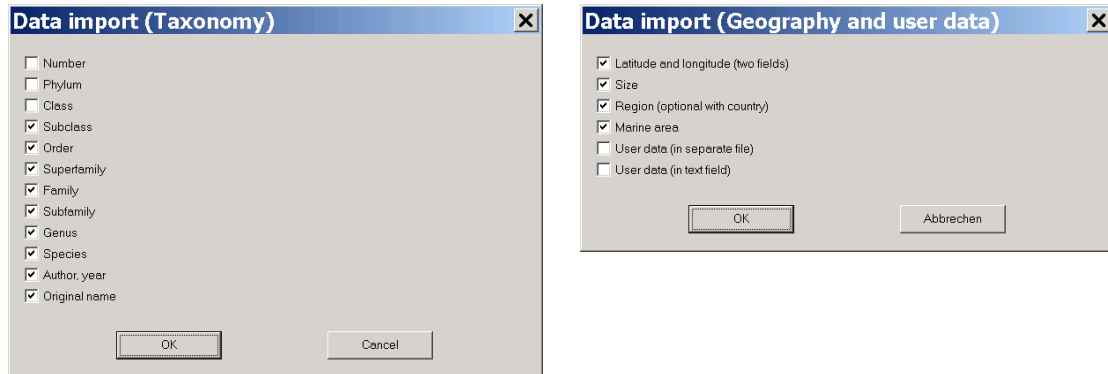 Data import (Taxonomy)
Number
Phylum
Class
Subclass
Order
Superfamily
Family
Subfamily
Genus
Species
Author, year
Original name
OK Cancel
Data import (Geography and user data)
Latitude and longitude (two fields)
Size
Region (optional with country)
Marine area
User data (in separate file)
User data (in text field)
OK Abbrechen